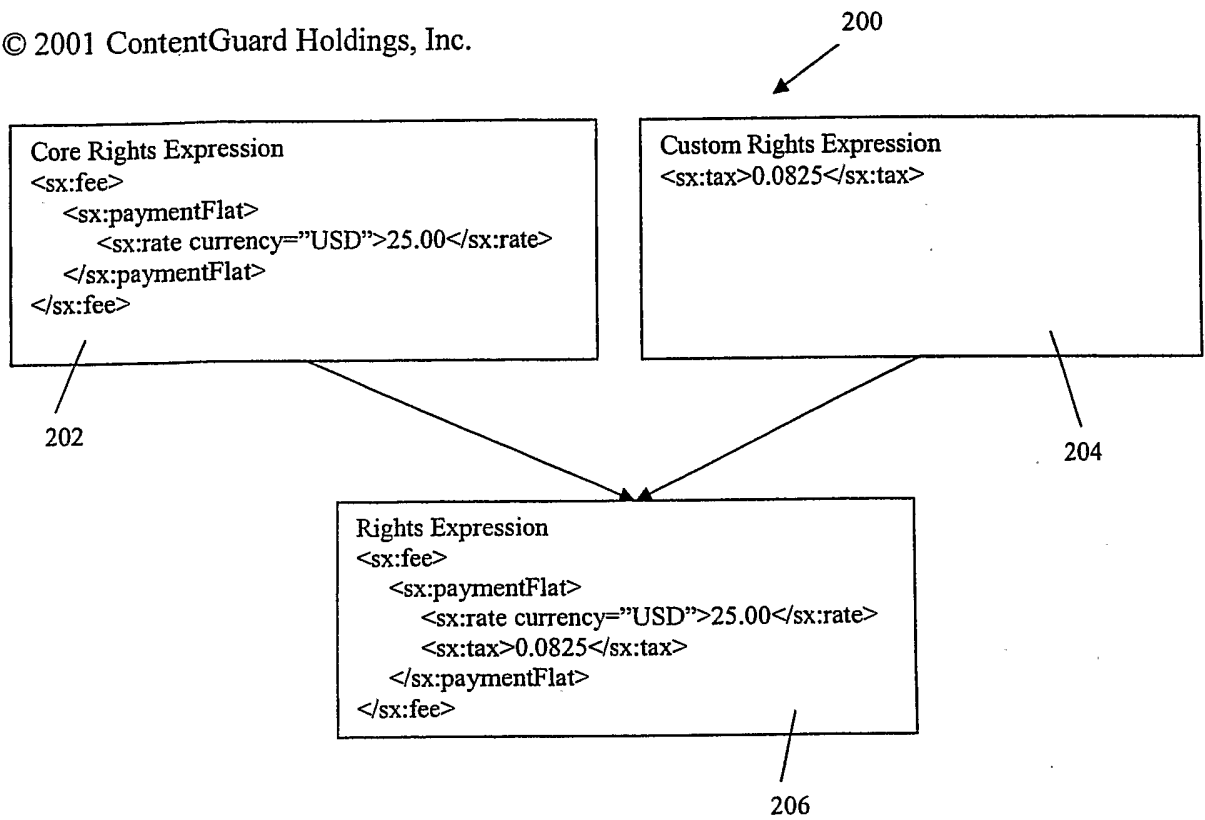 © 2001 ContentGuard Holdings, Inc.
200
Core Rights Expression
<sx:fee>
<sx:paymentFlat>
<sx:rate currency=”USD”>25.00</sx:rate>
</sx:paymentFlat>
</sx:fee>
202
Custom Rights Expression
<sx:tax>0.0825</sx:tax>
204
Rights Expression
<sx:fee>
<sx:paymentFlat>
<sx:rate currency=”USD”>25.00</sx:rate>
<sx:tax>0.0825</sx:tax>
</sx:paymentFlat>
</sx:fee>
206